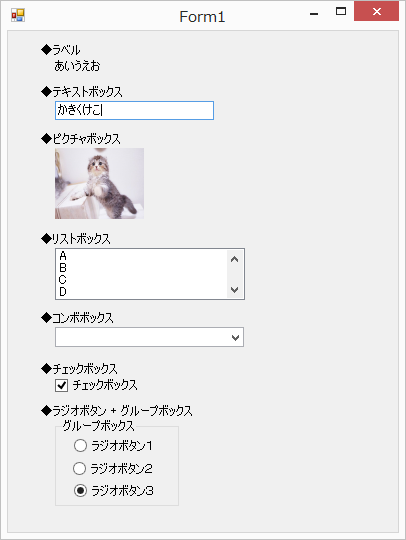 Form1
◆ラベル
あいうえお
◆テキストボックス
かきくけこ
◆ピクチャボックス
◆リストボックス
A
B
C
D
◆コンボボックス
◆チェックボックス
チェックボックス
◆ラジオボタン + グループボックス
グループボックス
ラジオボタン1
ラジオボタン2
ラジオボタン3